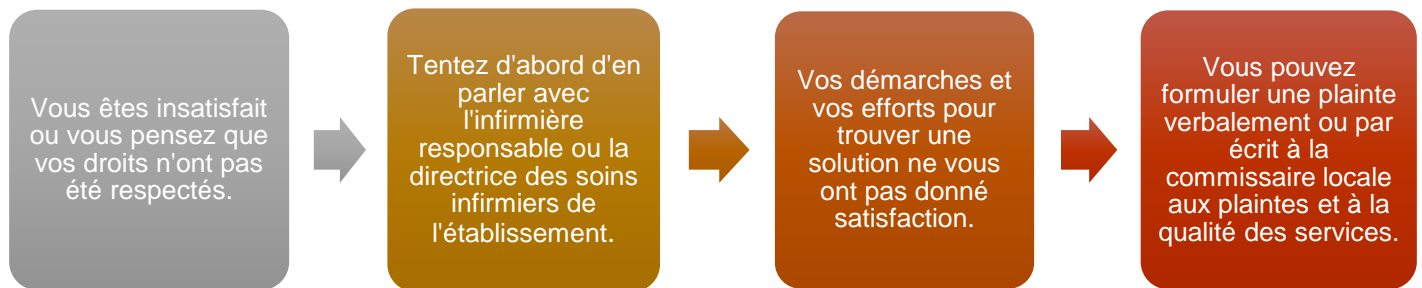 Vous êtes insatisfait
ou vous pensez que
vos droits n'ont pas
été respectés.
Tentez d'abord d'en
parler avec
l'infirmière
responsable ou la
directrice des soins
infirmiers de
l'établissement.
Vos démarches et
vos efforts pour
trouver une
solution ne vous
ont pas donné
satisfaction.
Vous pouvez
formuler une plainte
verbalement ou par
écrit à la
commissaire locale
aux plaintes et à la
qualité des services.